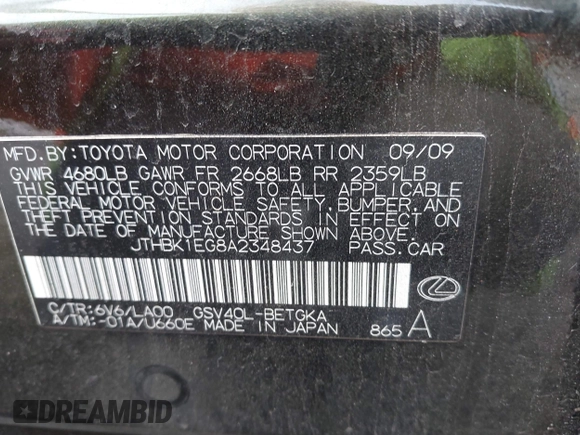 MFD.BY:TOYOTA MOTOR CORPORATION 09/09
GVWR 4680LB GAWR FR 2668LB RR 2359LB
THIS VEHICLE CONFORMS TO ALL APPLICABLE
FEDERAL MOTOR VEHICLE SAFETY,BUMPER,AND
THEFT PREVENTION STANDARDS IN EFFECT ON
THE DATE OF MANUFACTURE SHOWN ABOVE.
JTHBK1EG8A2348437 PASS.CAR
C/TR:6V6/LA00 GSV40L-BETGKA
A/TM:-01A/U660E MADE IN JAPAN 865 A
DREAMBID